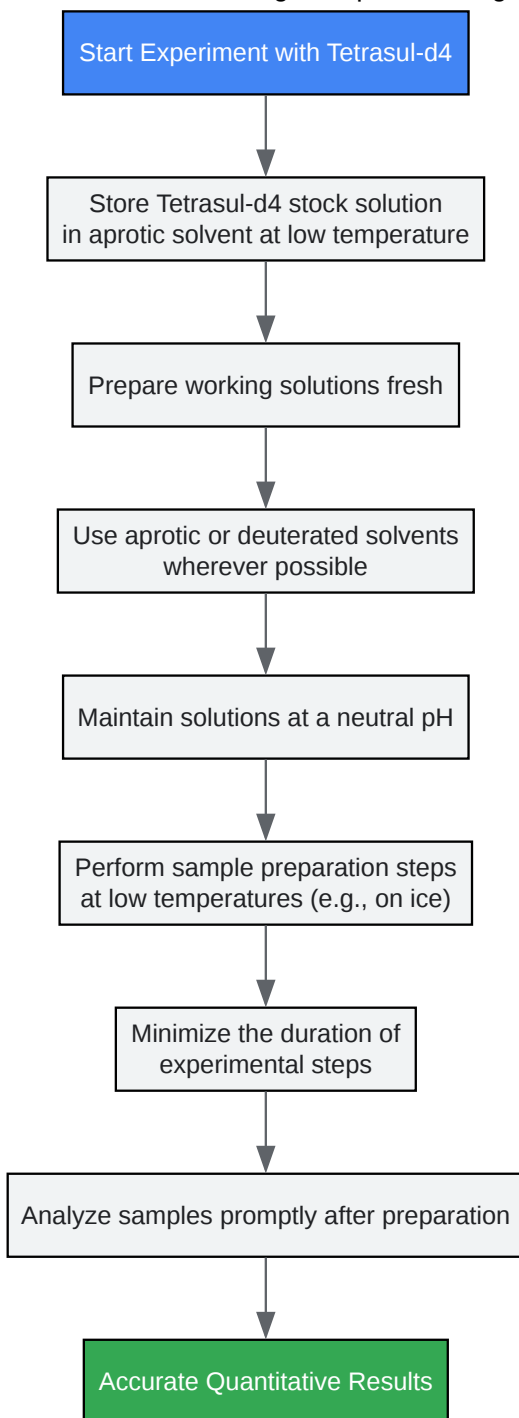 Start Experiment with Tetrasul-d4
Store Tetrasul-d4 stock solution
in aprotic solvent at low temperature
Prepare working solutions fresh
Use aprotic or deuterated solvents
wherever possible
Maintain solutions at a neutral pH
Perform sample preparation steps
at low temperatures (e.g., on ice)
Minimize the duration of
experimental steps
Analyze samples promptly after preparation
Accurate Quantitative Results